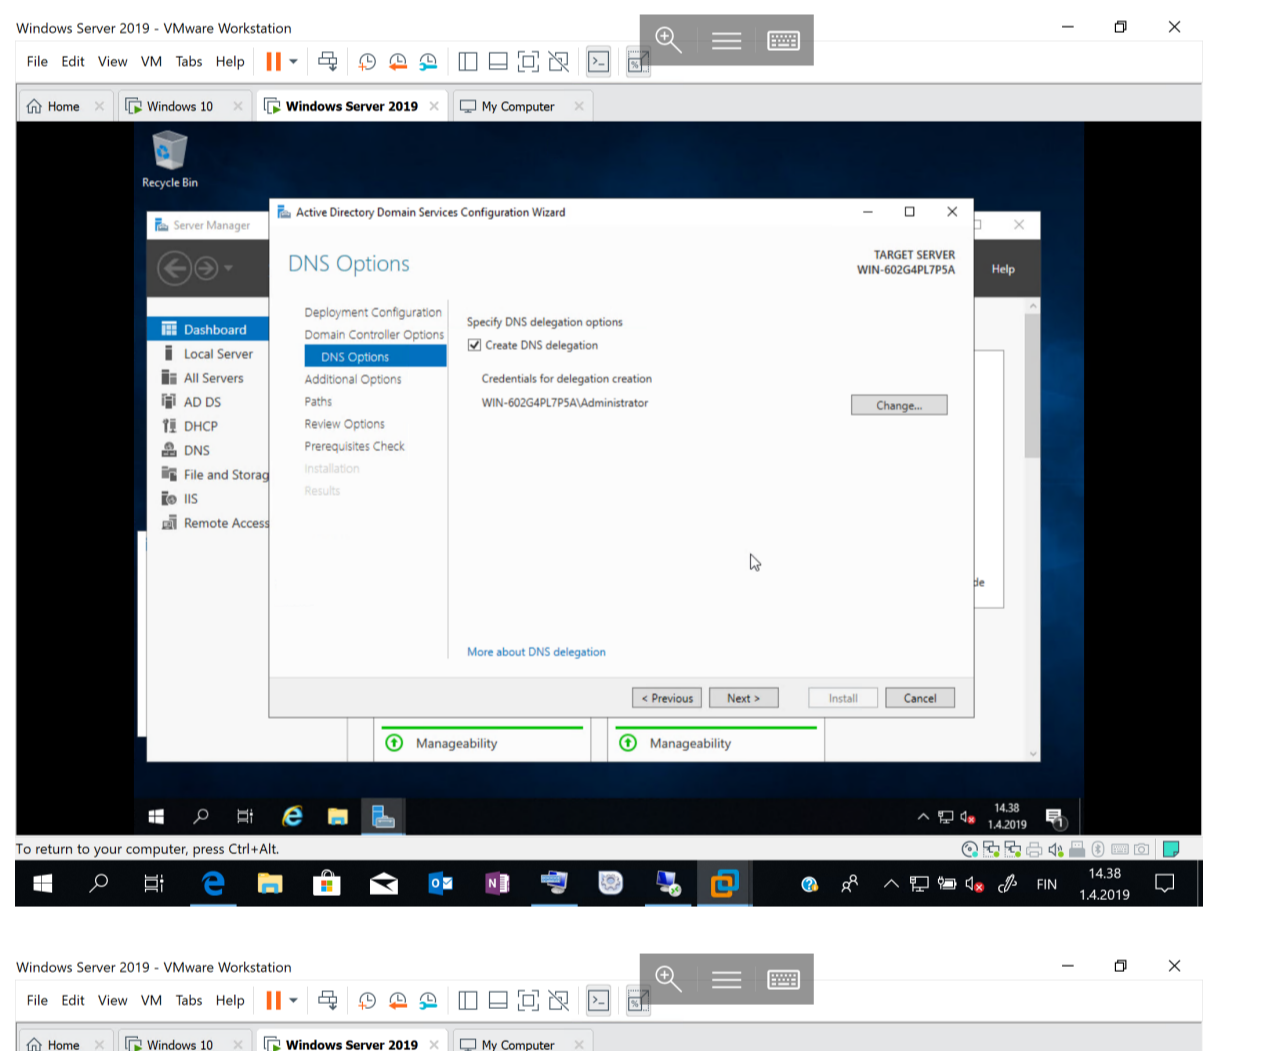 Windows Server 2019 - VMware Workstation
File Edit View VM Tabs Help
Home Windows 10 Windows Server 2019 My Computer
Recycle Bin
Server Manager
Active Directory Domain Services Configuration Wizard
DNS Options
TARGET SERVER
WIN-602G4PL7P5A
Help
Dashboard
Local Server
All Servers
AD DS
DHCP
DNS
File and Storag
IIS
Remote Access
Deployment Configuration
Domain Controller Options
DNS Options
Additional Options
Paths
Review Options
Prerequisites Check
Installation
Results
Specify DNS delegation options
Create DNS delegation
Credentials for delegation creation
WIN-602G4PL7P5A\Administrator
Change...
de
More about DNS delegation
< Previous Next > Install Cancel
Manageability Manageability
14.38
1.4.2019
To return to your computer, press Ctrl+Alt.
FIN
14.38
1.4.2019
Windows Server 2019 - VMware Workstation
File Edit View VM Tabs Help
Home Windows 10 Windows Server 2019 My Computer